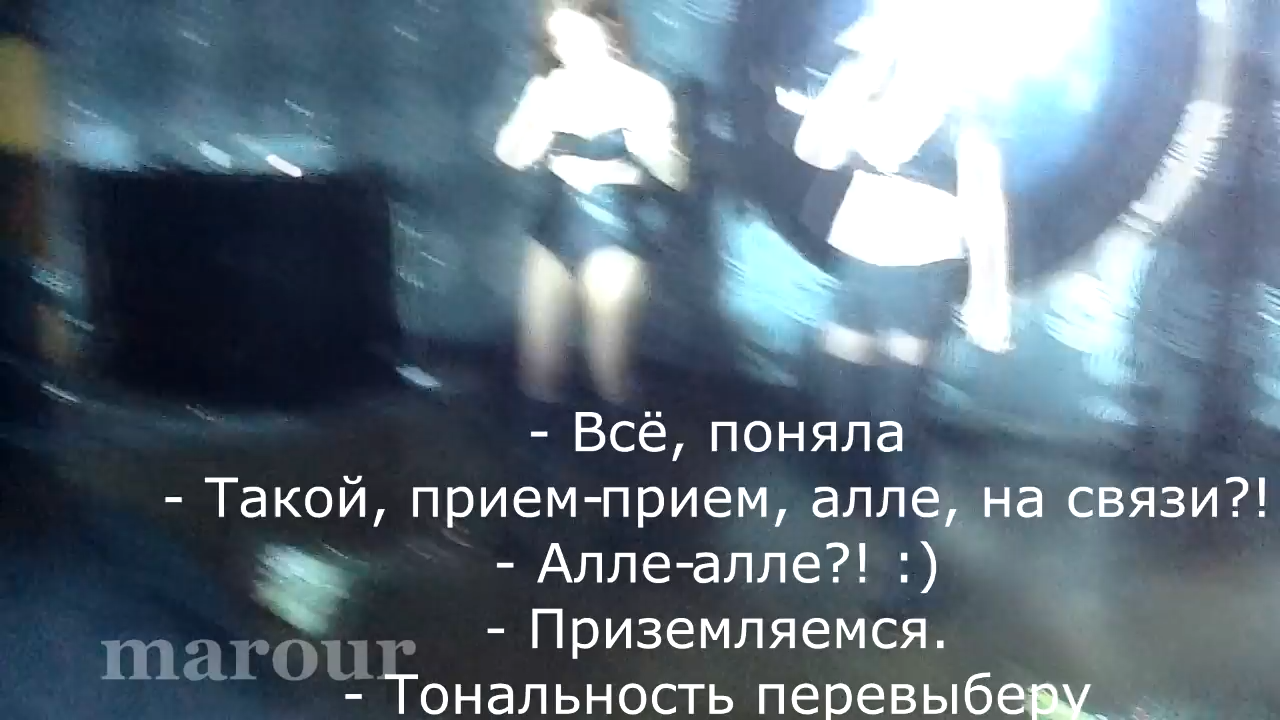 - Всё, поняла
- Такой, прием-прием, алле, на связи?!
- Алле-алле?! :)
- Приземляемся.
marour
- Тональность перевыберу